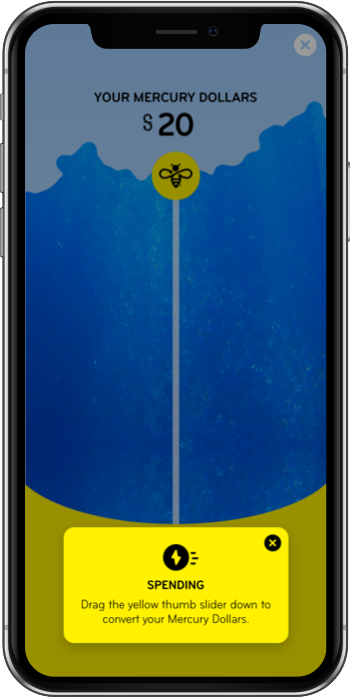 YOUR MERCURY DOLLARS
$ 20
SPENDING
Drag the yellow thumb slider down to
convert your Mercury Dollars.